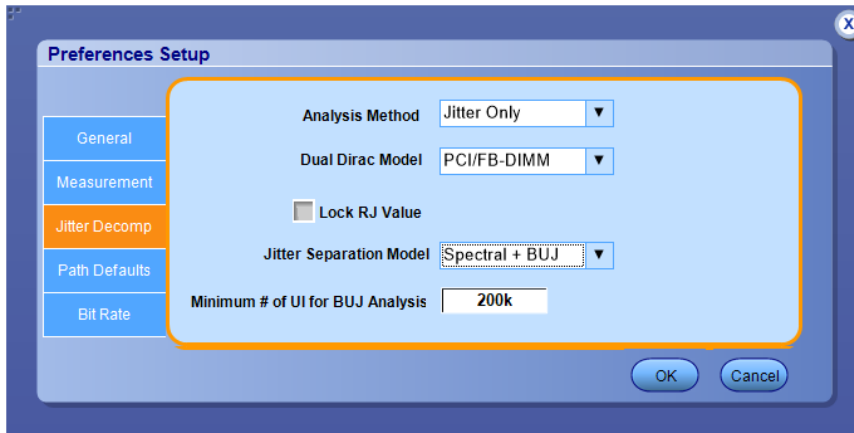 X
Preferences Setup
General
Measurement
Jitter Decomp
Path Defaults
Bit Rate
Analysis Method Jitter Only
Dual Dirac Model PCI/FB-DIMM
Lock RJ Value
Jitter Separation Model Spectral + BUJ
Minimum # of UI for BUJ Analysis 200k
OK Cancel